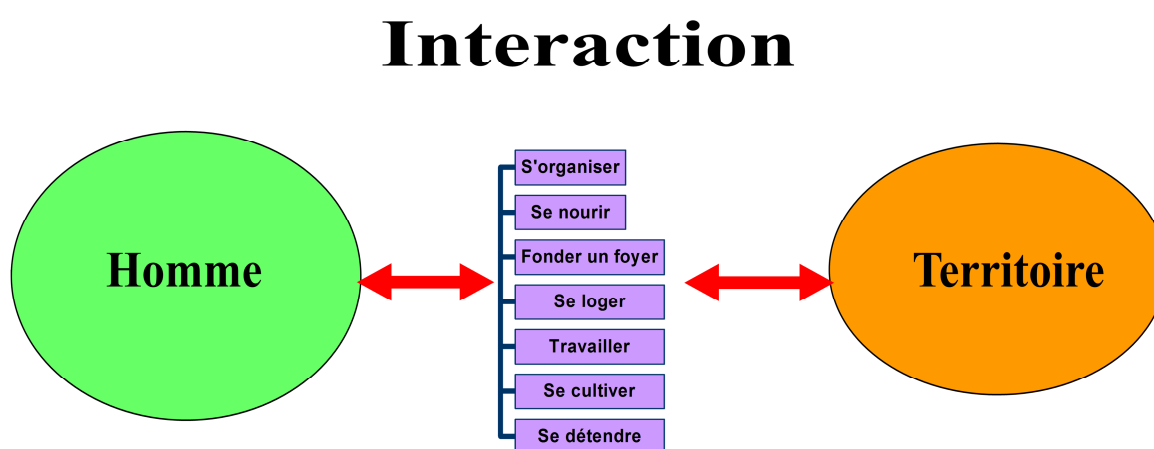 Interaction
Homme
S'organiser
Se nourir
Fonder un foyer
Se loger
Travailler
Se cultiver
Se détendre
Territoire